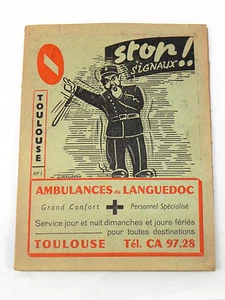 stop!!
SIGNAUX
TOULOUSE
N°1
AMBULANCES du LANGUEDOC
Grand Confort + Personnel Spécialisé
Service jour et nuit dimanches et jours fériés
pour toutes destinations
TOULOUSE Tél. CA 97.28